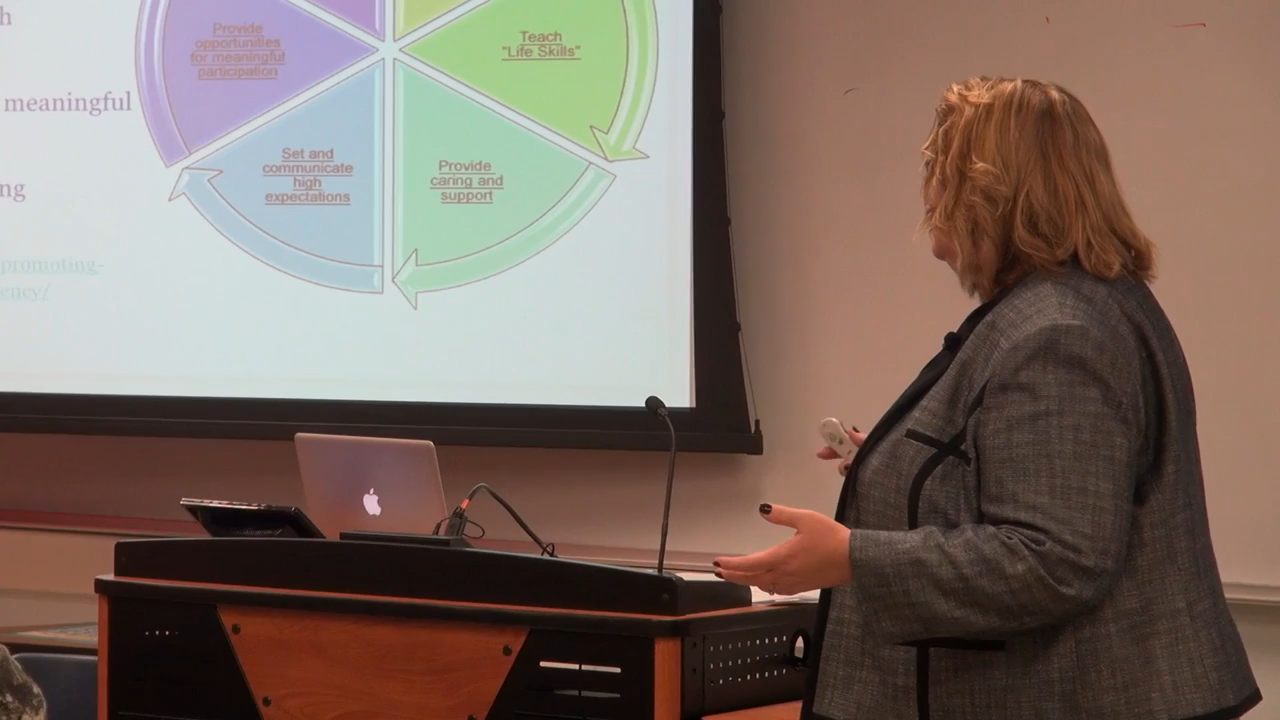 h
meaningful
ng
promoting-
ency/
Provide
opportunities
for meaningful
participation
Teach
"Life Skills"
Set and
communicate
high
expectations
Provide
caring and
support